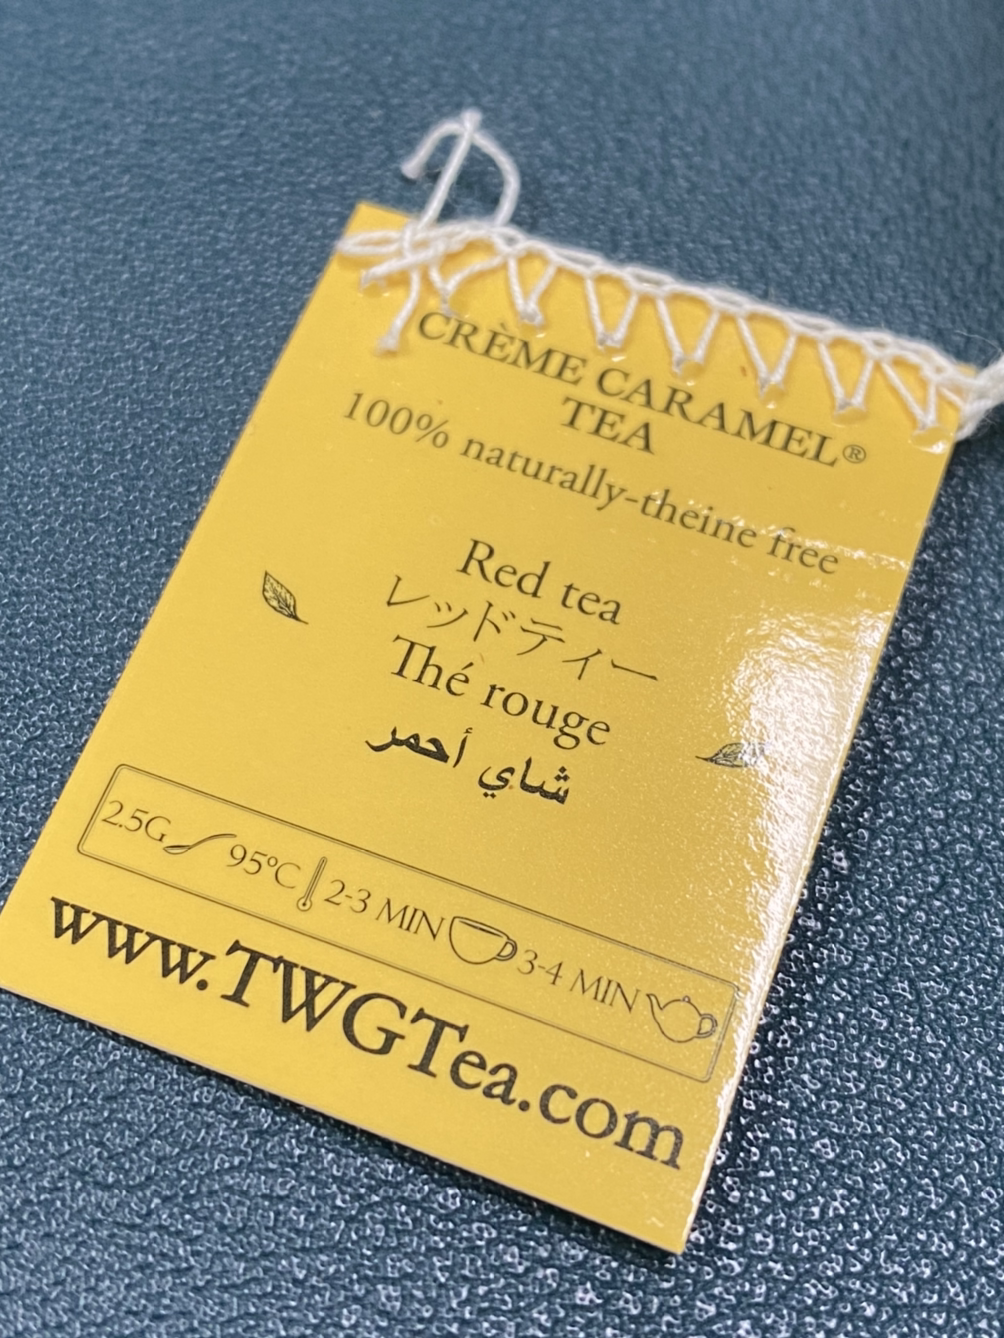 CRÈME CARAMEL®
TEA
100% naturally-theine free
Red tea
レッドティー
Thé rouge
شاي أحمر
2.5G 95°C 2-3 MIN 3-4 MIN
www.TWGTea.com